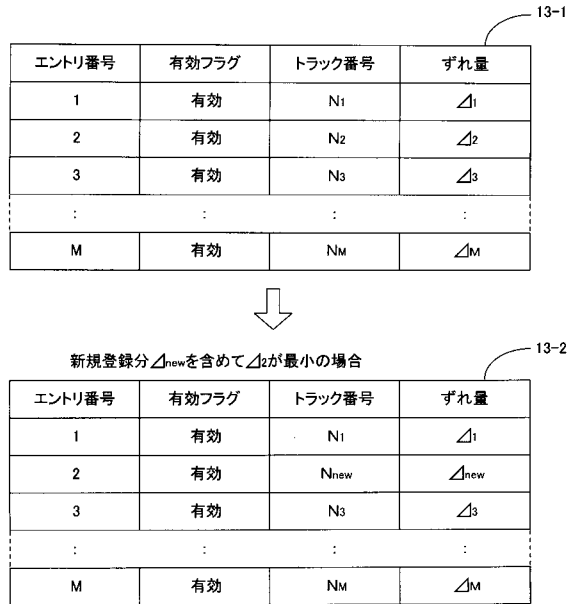 13-1
エントリ番号 有効フラグ トラック番号 ずれ量
1 有効 N1 ⊿1
2 有効 N2 ⊿2
3 有効 N3 ⊿3
: : : :
M 有効 NM ⊿M
新規登録分⊿newを含めて⊿2が最小の場合
13-2
エントリ番号 有効フラグ トラック番号 ずれ量
1 有効 N1 ⊿1
2 有効 Nnew ⊿new
3 有効 N3 ⊿3
: : : :
M 有効 NM ⊿M